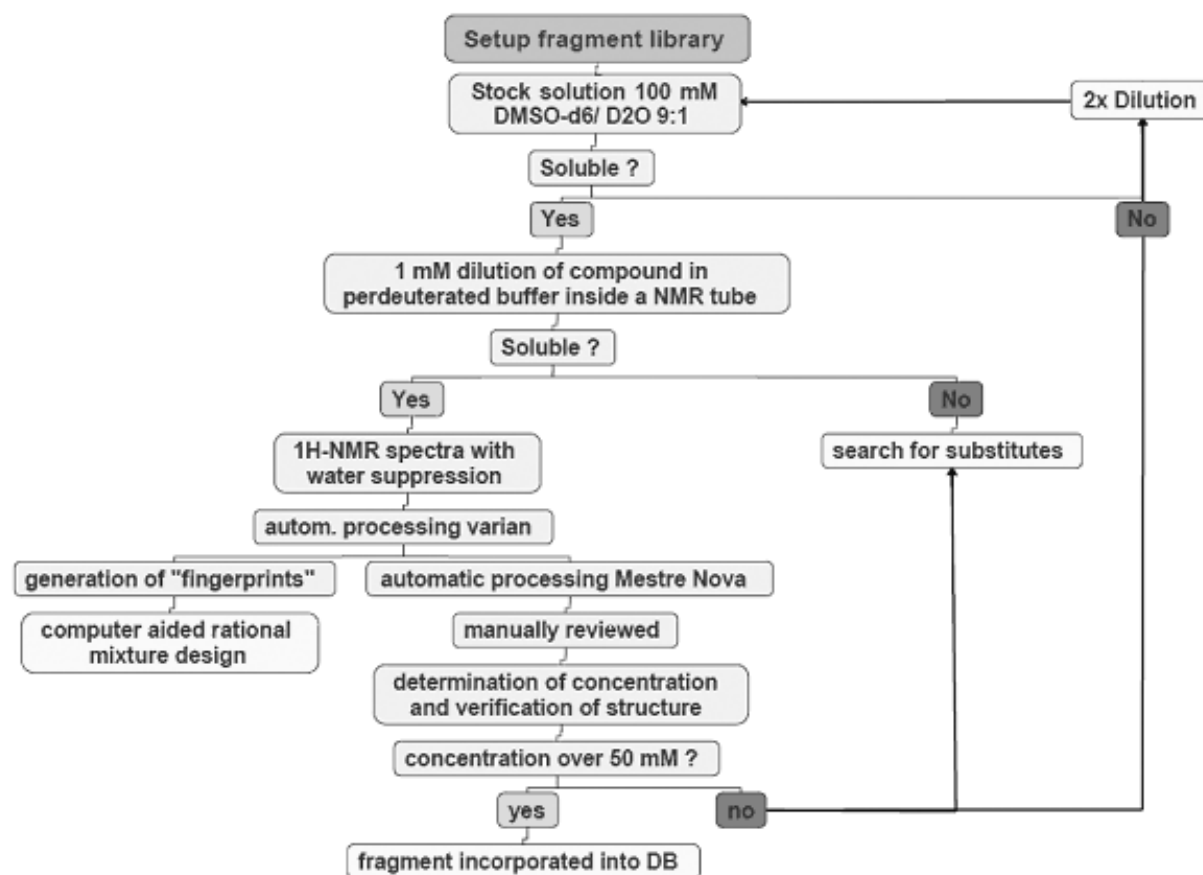 Setup fragment library
Stock solution 100 mM
DMSO-d6/ D2O 9:1
2x Dilution
Soluble ?
Yes
No
1 mM dilution of compound in
perdeuterated buffer inside a NMR tube
Soluble ?
Yes
No
1H-NMR spectra with
water suppression
search for substitutes
autom. processing varian
generation of "fingerprints"
automatic processing Mestre Nova
computer aided rational
mixture design
manually reviewed
determination of concentration
and verification of structure
concentration over 50 mM ?
yes
no
fragment incorporated into DB